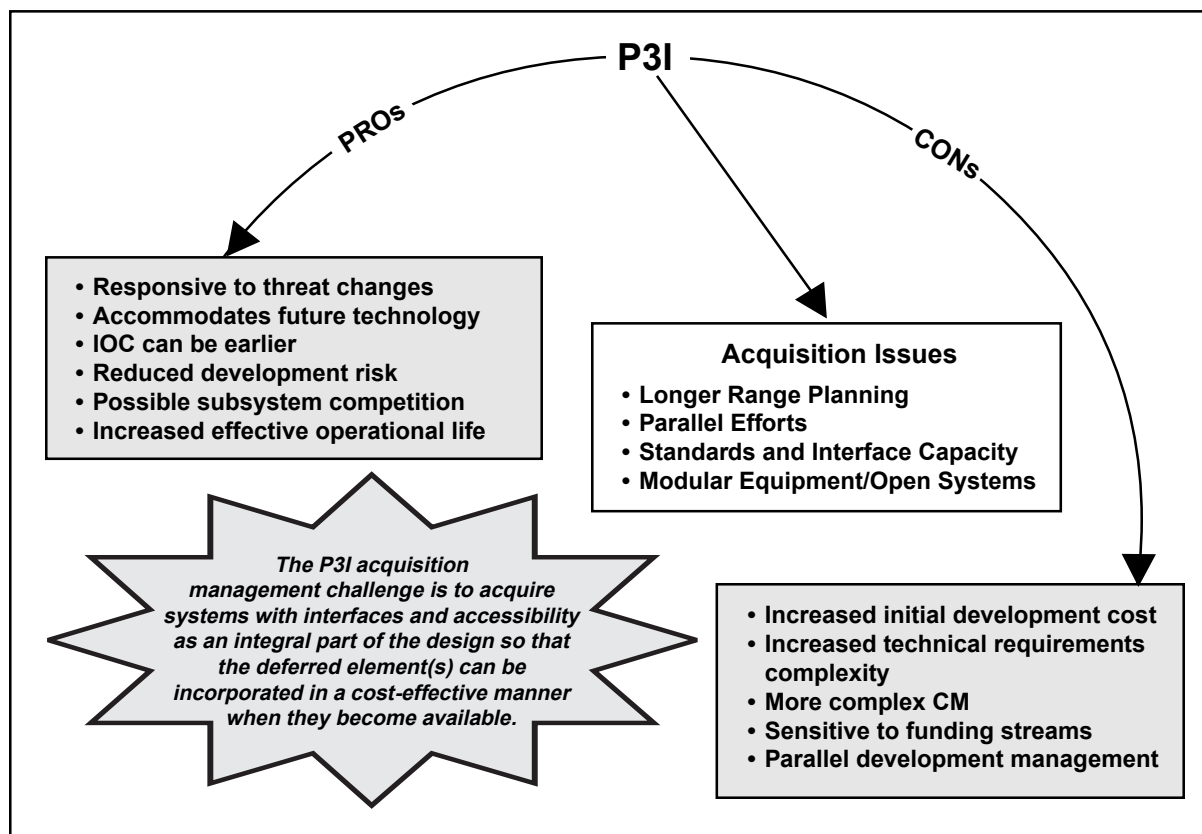 P3I
PROs
CONs
• Responsive to threat changes
• Accommodates future technology
• IOC can be earlier
• Reduced development risk
• Possible subsystem competition
• Increased effective operational life
Acquisition Issues
• Longer Range Planning
• Parallel Efforts
• Standards and Interface Capacity
• Modular Equipment/Open Systems
The P3I acquisition
management challenge is to acquire
systems with interfaces and accessibility
as an integral part of the design so that
the deferred element(s) can be
incorporated in a cost-effective manner
when they become available.
• Increased initial development cost
• Increased technical requirements
complexity
• More complex CM
• Sensitive to funding streams
• Parallel development management